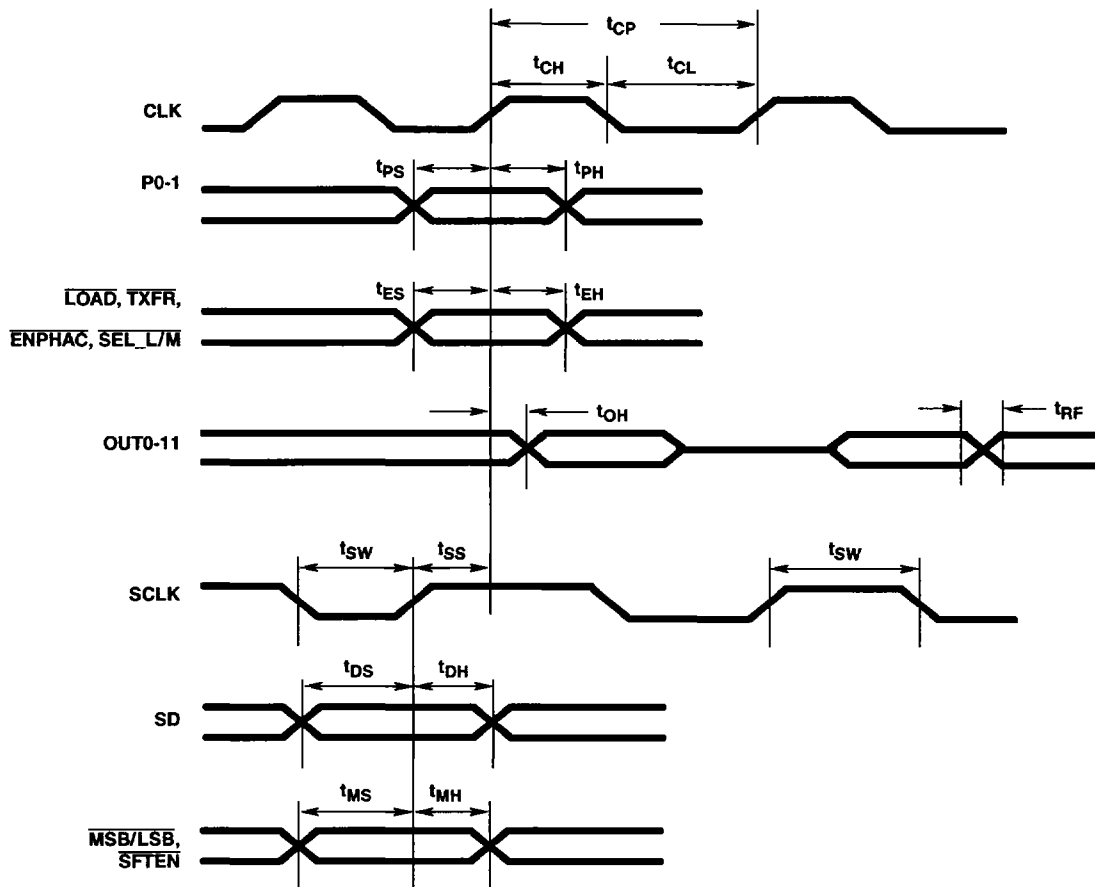 tCP
tCH tCL
CLK
tPS tPH
P0-1
tES tEH
LOAD, TXFR,
ENPHAC, SEL_L/M
tOH tRF
OUT0-11
tSW tSS tSW
SCLK
tDS tDH
SD
tMS tMH
MSB/LSB,
SFTEN